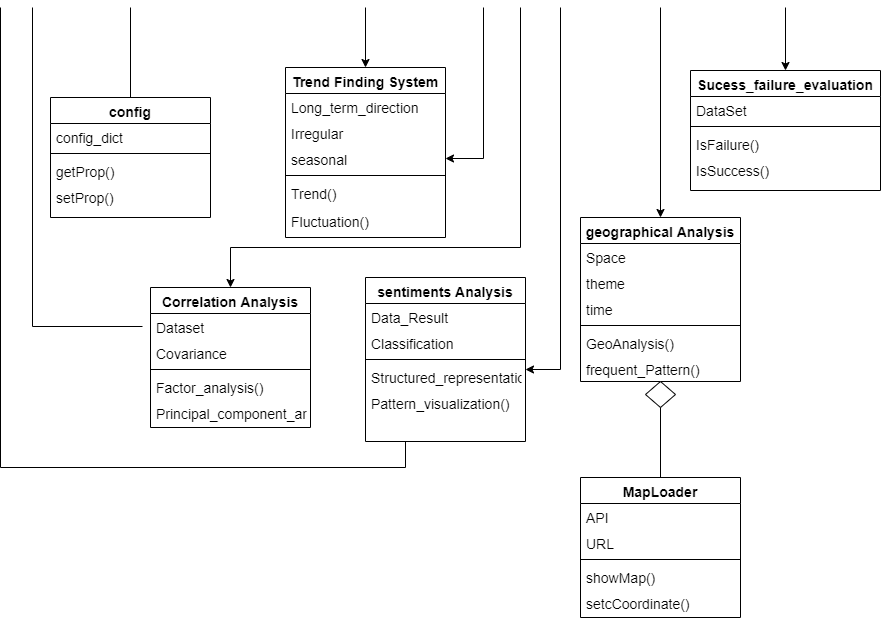 config
config_dict
getProp()
setProp()
Trend Finding System
Long_term_direction
Irregular
seasonal
Trend()
Fluctuation()
Sucess_failure_evaluation
DataSet
IsFailure()
IsSuccess()
geographical Analysis
Space
theme
time
GeoAnalysis()
frequent_Pattern()
Correlation Analysis
Dataset
Covariance
Factor_analysis()
Principal_component_ar
sentiments Analysis
Data_Result
Classification
Structured_representatic
Pattern_visualization()
MapLoader
API
URL
showMap()
setcCoordinate()